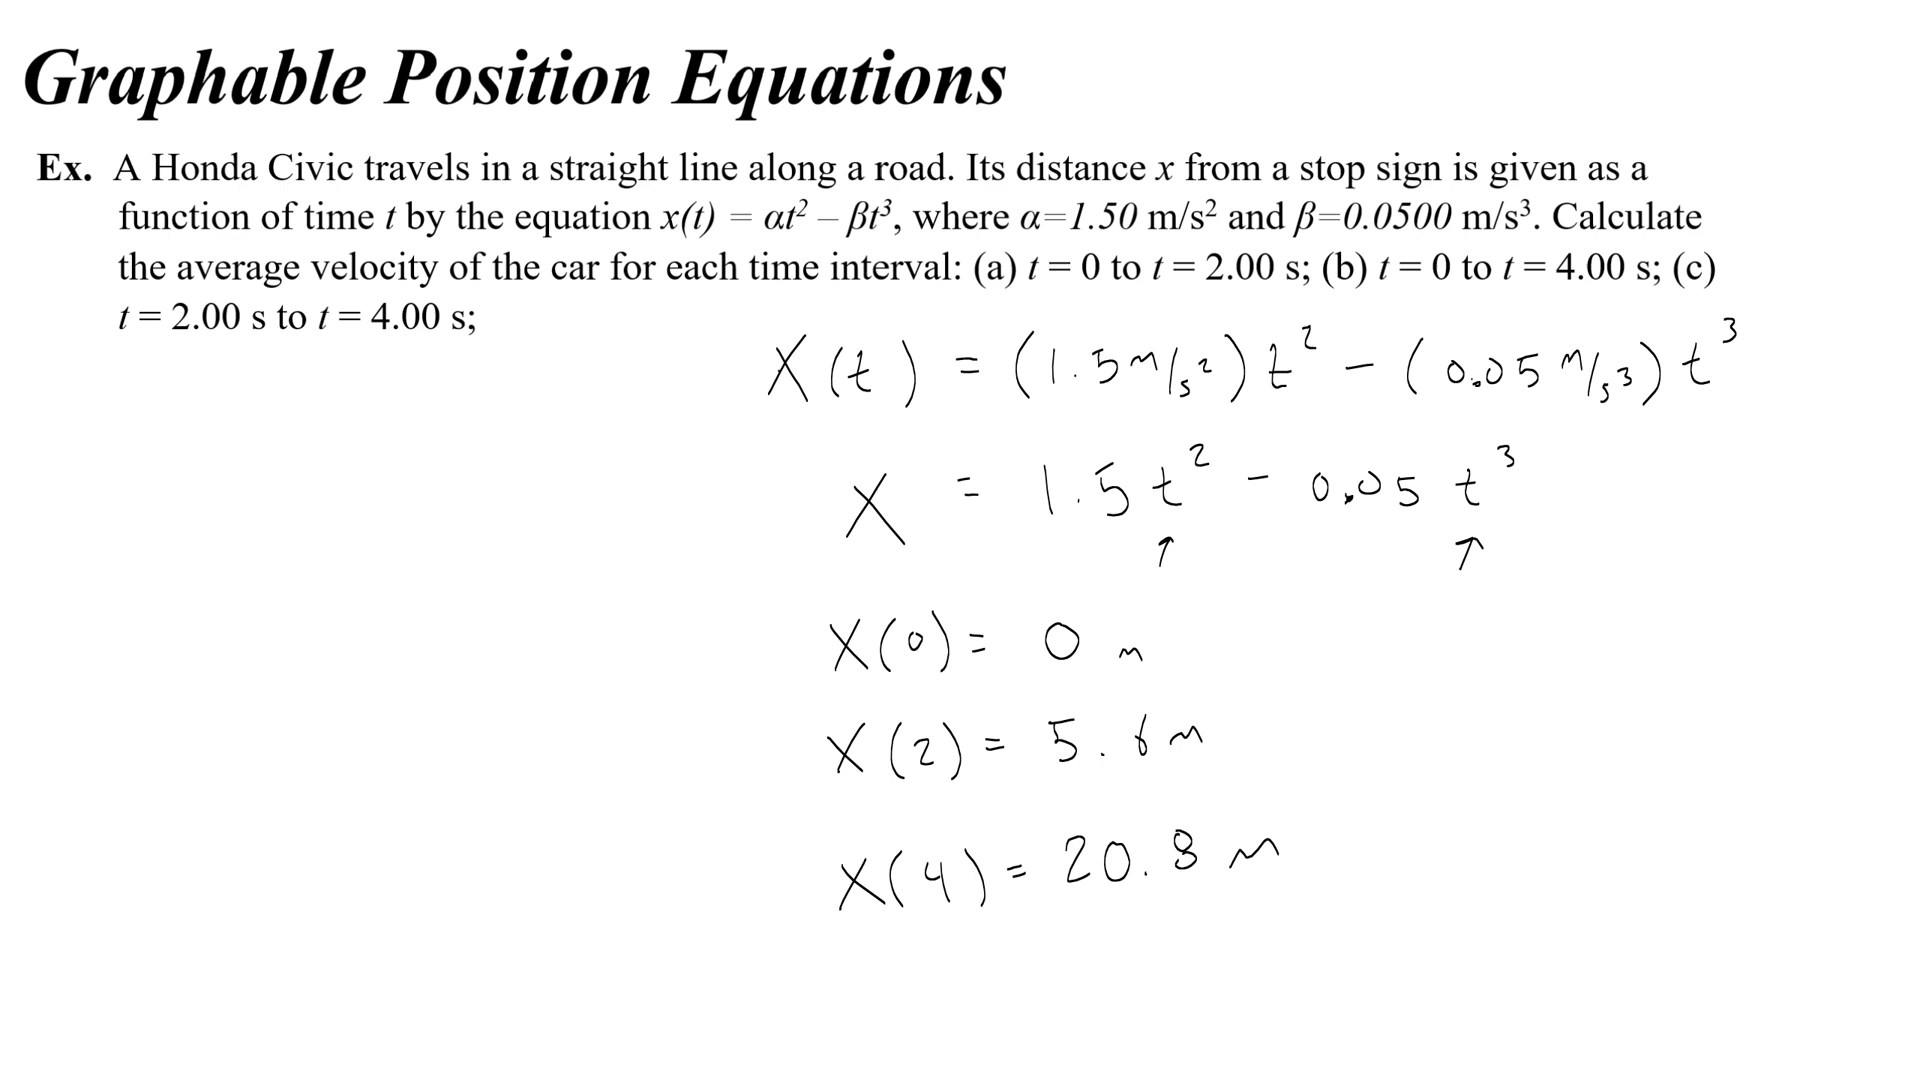 Graphable Position Equations
Ex. A Honda Civic travels in a straight line along a road. Its distance x from a stop sign is given as a
function of time t by the equation x(t) = αt² – βt³, where α=1.50 m/s² and β=0.0500 m/s³. Calculate
the average velocity of the car for each time interval: (a) t = 0 to t = 2.00 s; (b) t = 0 to t = 4.00 s; (c)
t = 2.00 s to t = 4.00 s;
X(t) = (1.5 m/s²) t² - (0.05 m/s³) t³
X = 1.5 t² - 0.05 t³
↑ ↑
X(0) = 0 m
X(2) = 5.6 m
X(4) = 20.8 m